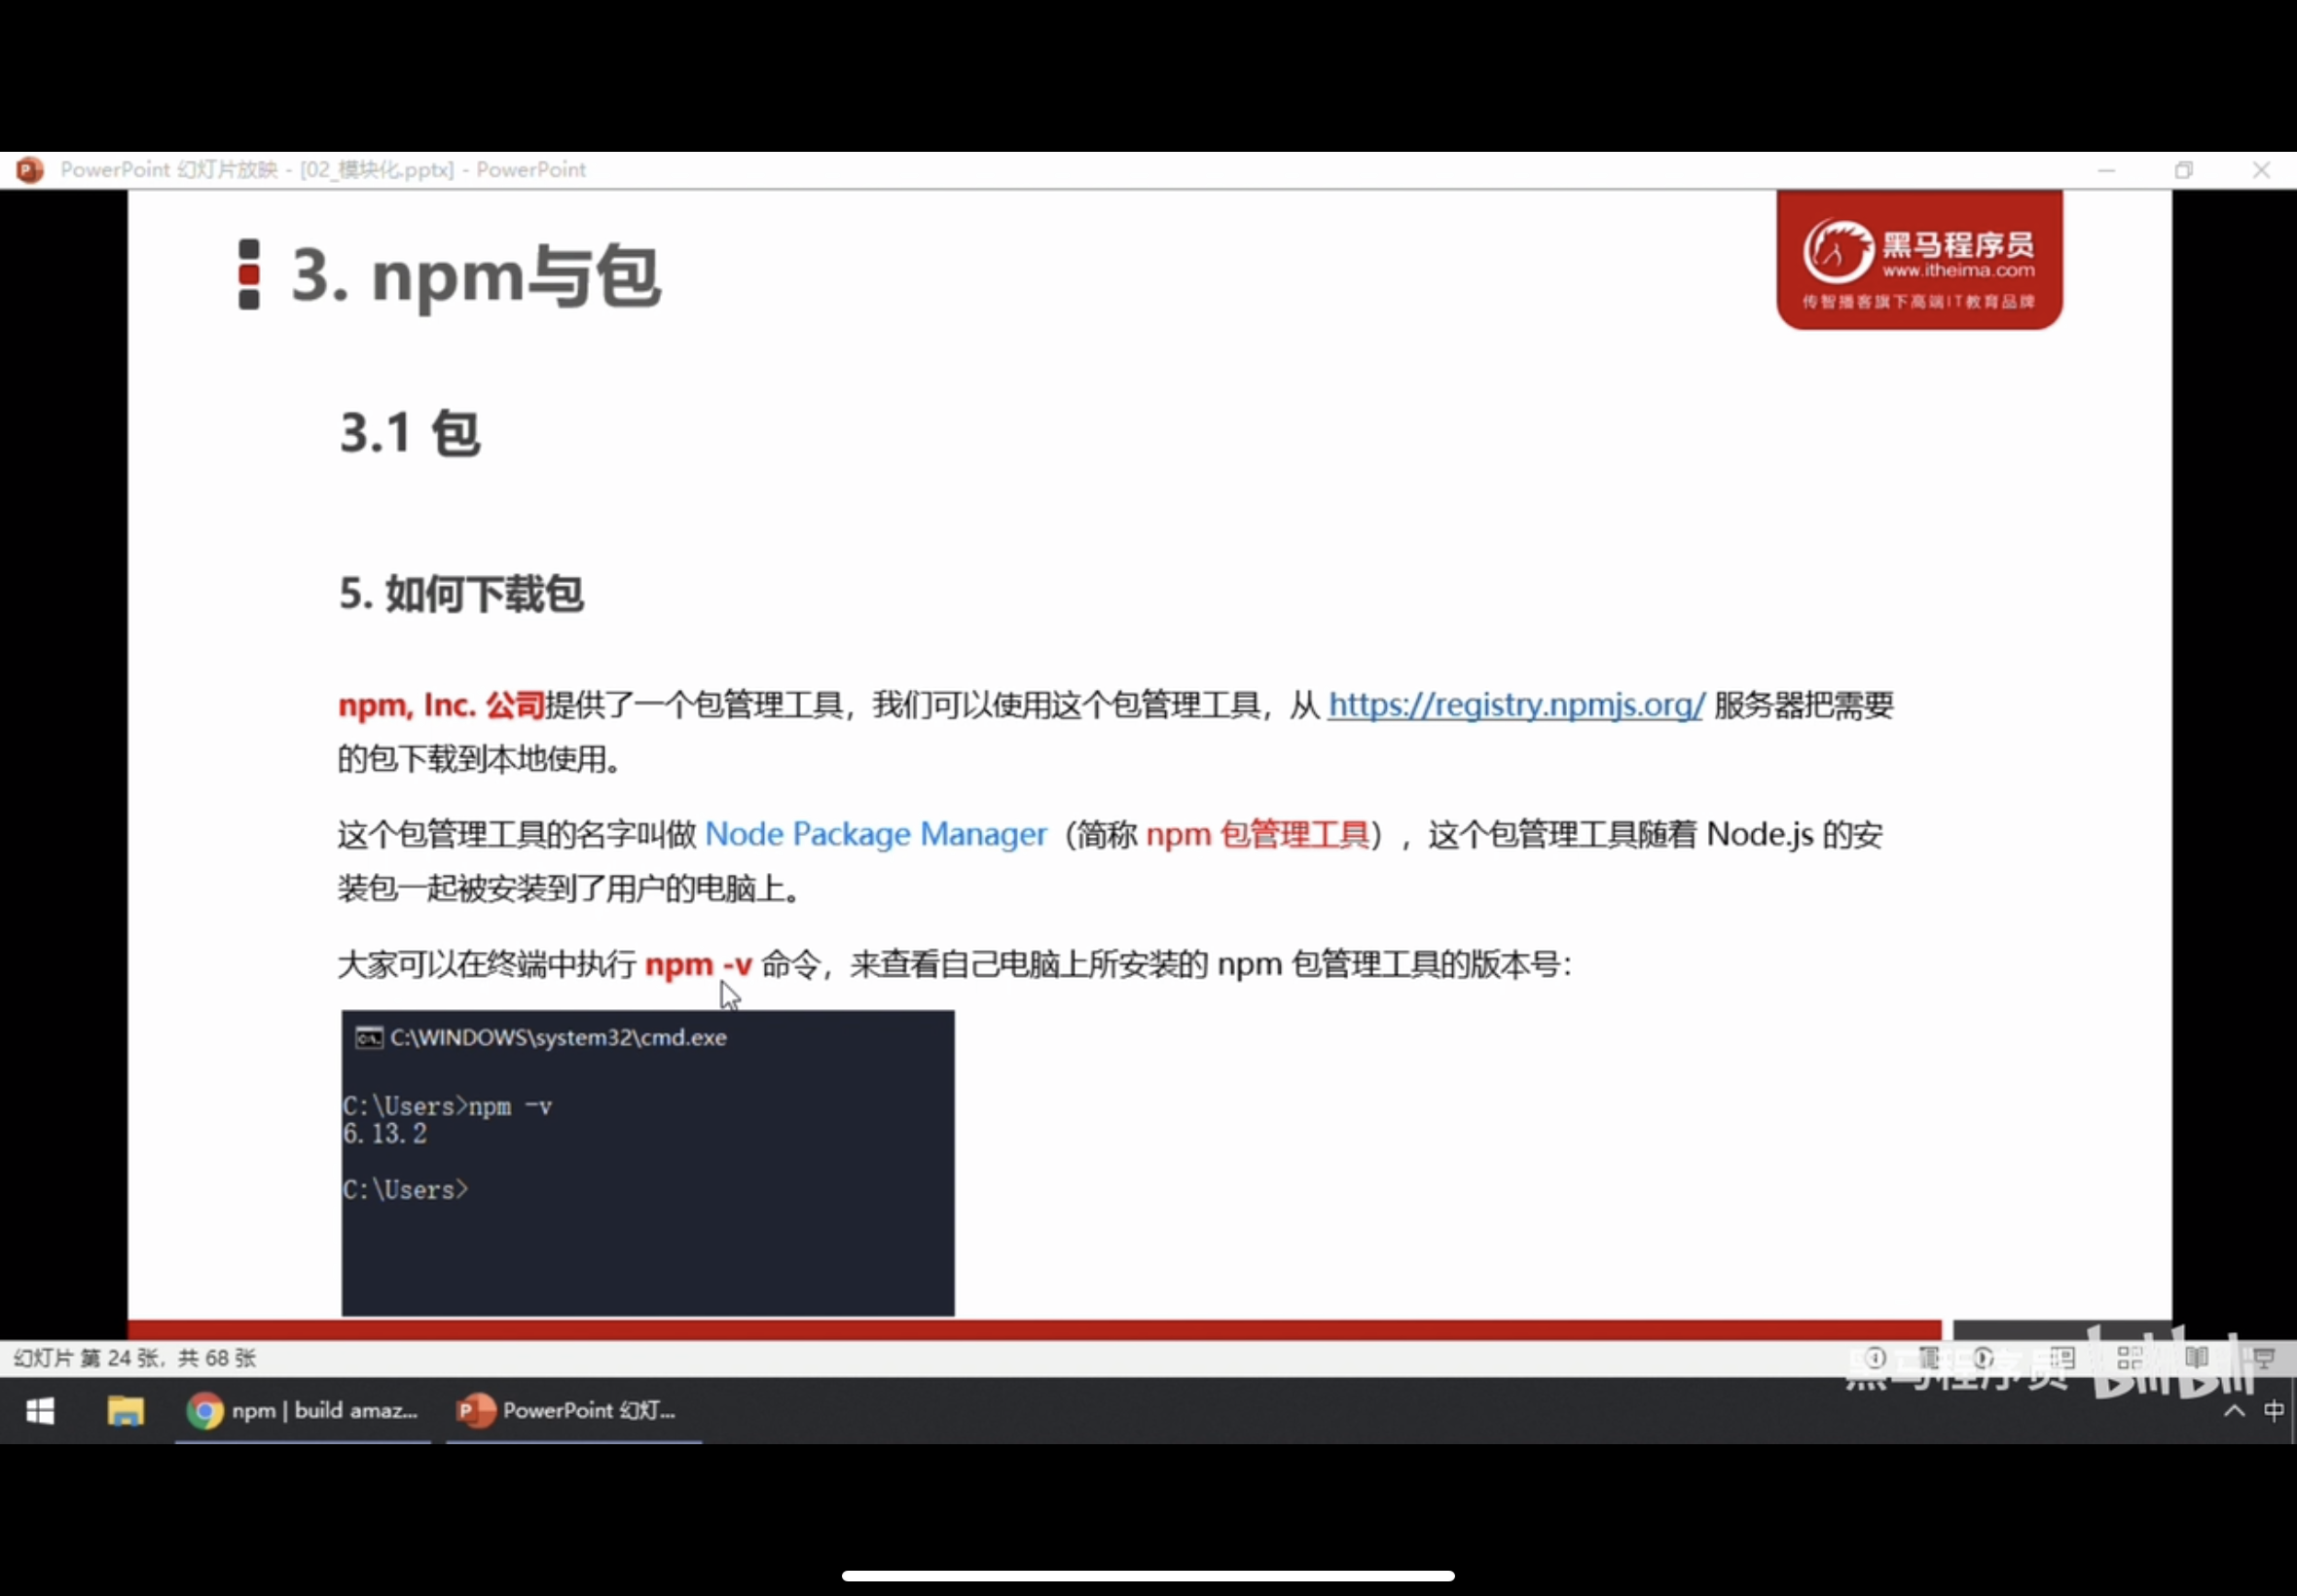 PowerPoint 幻灯片放映 - [02_模块化.pptx] - PowerPoint
3. npm与包
黑马程序员
www.itheima.com
传智播客旗下高端IT教育品牌
3.1 包
5. 如何下载包
npm, Inc. 公司提供了一个包管理工具，我们可以使用这个包管理工具，从 https://registry.npmjs.org/ 服务器把需要
的包下载到本地使用。
这个包管理工具的名字叫做 Node Package Manager（简称 npm 包管理工具），这个包管理工具随着 Node.js 的安
装包一起被安装到了用户的电脑上。
大家可以在终端中执行 npm -v 命令，来查看自己电脑上所安装的 npm 包管理工具的版本号：
C:\WINDOWS\system32\cmd.exe
C:\Users>npm -v
6.13.2
C:\Users>
幻灯片 第 24 张，共 68 张
黑马程序员 bilibili
npm | build amaz...
PowerPoint 幻灯...
中